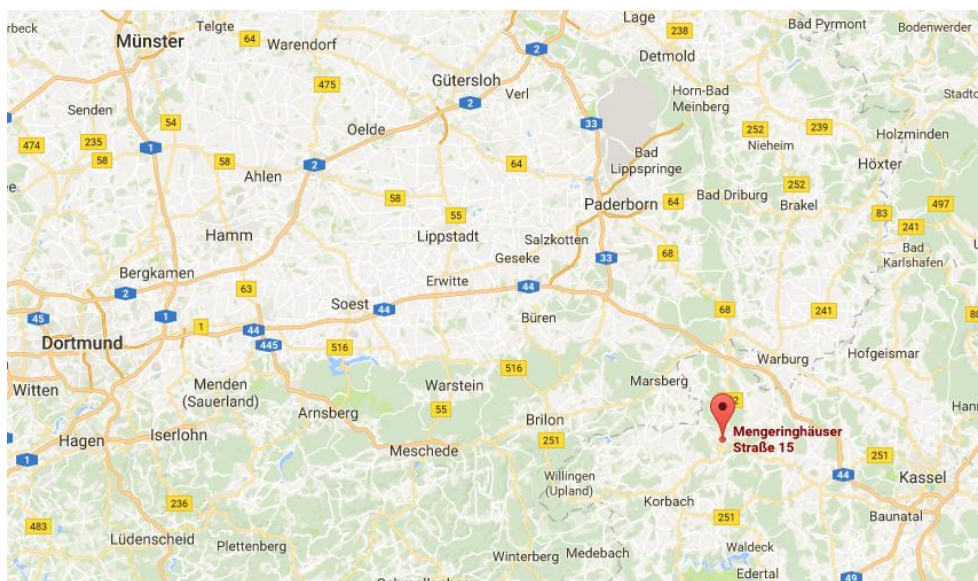 Telgte
Lage
238
Bad Pyrmont
Bodenwerder
Münster
64
Warendorf
2
Detmold
Gütersloh
475
Verl
Horn-Bad
Meinberg
Senden
2
54
Oelde
33
252
239
Nieheim
Holzminden
474
235
58
1
58
2
64
Bad
Lippspringe
Höxter
Ahlen
58
Paderborn
64
Bad Driburg
252
Brakel
497
55
83
241
Hamm
Lippstadt
Salzkotten
Geseke
33
68
Bad
Karlshafen
Bergkamen
Erwitte
2
63
44
Soest
44
Büren
68
241
45
1
1
44
Dortmund
445
516
Warburg
Hofgeismar
Witten
Menden
(Sauerland)
Warstein
516
Marsberg
Arnsberg
55
Brilon
Mengeringhäuser
Straße 15
Hagen
Iserlohn
Meschede
251
251
1
Willingen
(Upland)
44
Kassel
236
Korbach
Baunatal
483
251
Lüdenscheid
Plettenberg
Winterberg
Medebach
Waldeck
Edertal
49